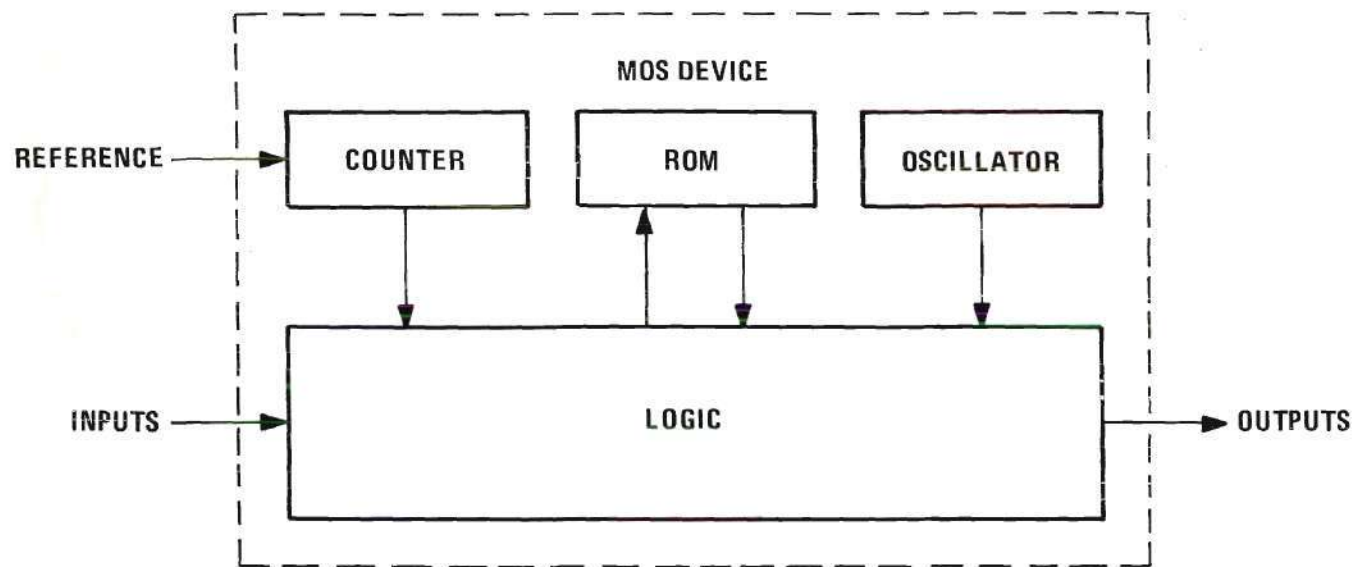 MOS DEVICE
REFERENCE
COUNTER
ROM
OSCILLATOR
INPUTS
LOGIC
OUTPUTS